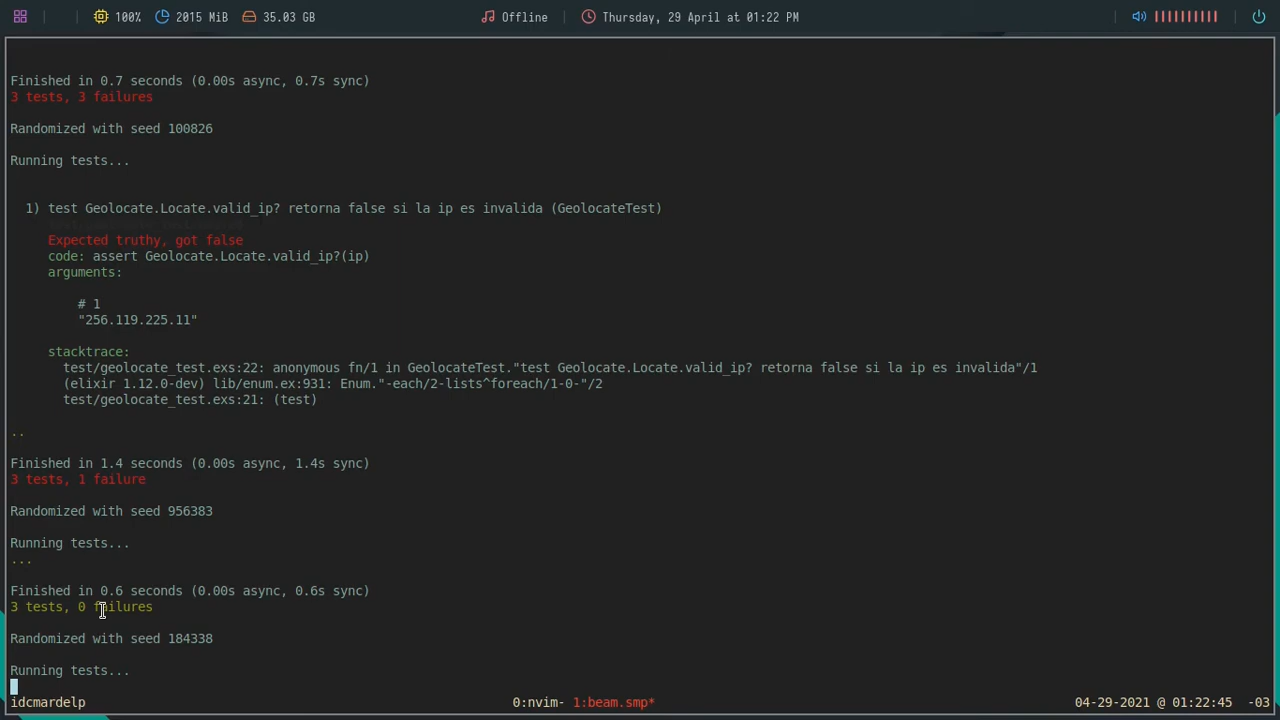 100% 2015 MiB 35.03 GB Offline Thursday, 29 April at 01:22 PM
Finished in 0.7 seconds (0.00s async, 0.7s sync)
3 tests, 3 failures
Randomized with seed 100826
Running tests...
1) test Geolocate.Locate.valid_ip? retorna false si la ip es invalida (GeolocateTest)
Expected truthy, got false
code: assert Geolocate.Locate.valid_ip?(ip)
arguments:
# 1
"256.119.225.11"
stacktrace:
test/geolocate_test.exs:22: anonymous fn/1 in GeolocateTest."test Geolocate.Locate.valid_ip? retorna false si la ip es invalida"/1
(elixir 1.12.0-dev) lib/enum.ex:931: Enum."-each/2-lists^foreach/1-0-"/2
test/geolocate_test.exs:21: (test)
..
Finished in 1.4 seconds (0.00s async, 1.4s sync)
3 tests, 1 failure
Randomized with seed 956383
Running tests...
...
Finished in 0.6 seconds (0.00s async, 0.6s sync)
3 tests, 0 failures
Randomized with seed 184338
Running tests...
idcmardelp 0:nvim- 1:beam.smp* 04-29-2021 @ 01:22:45 -03